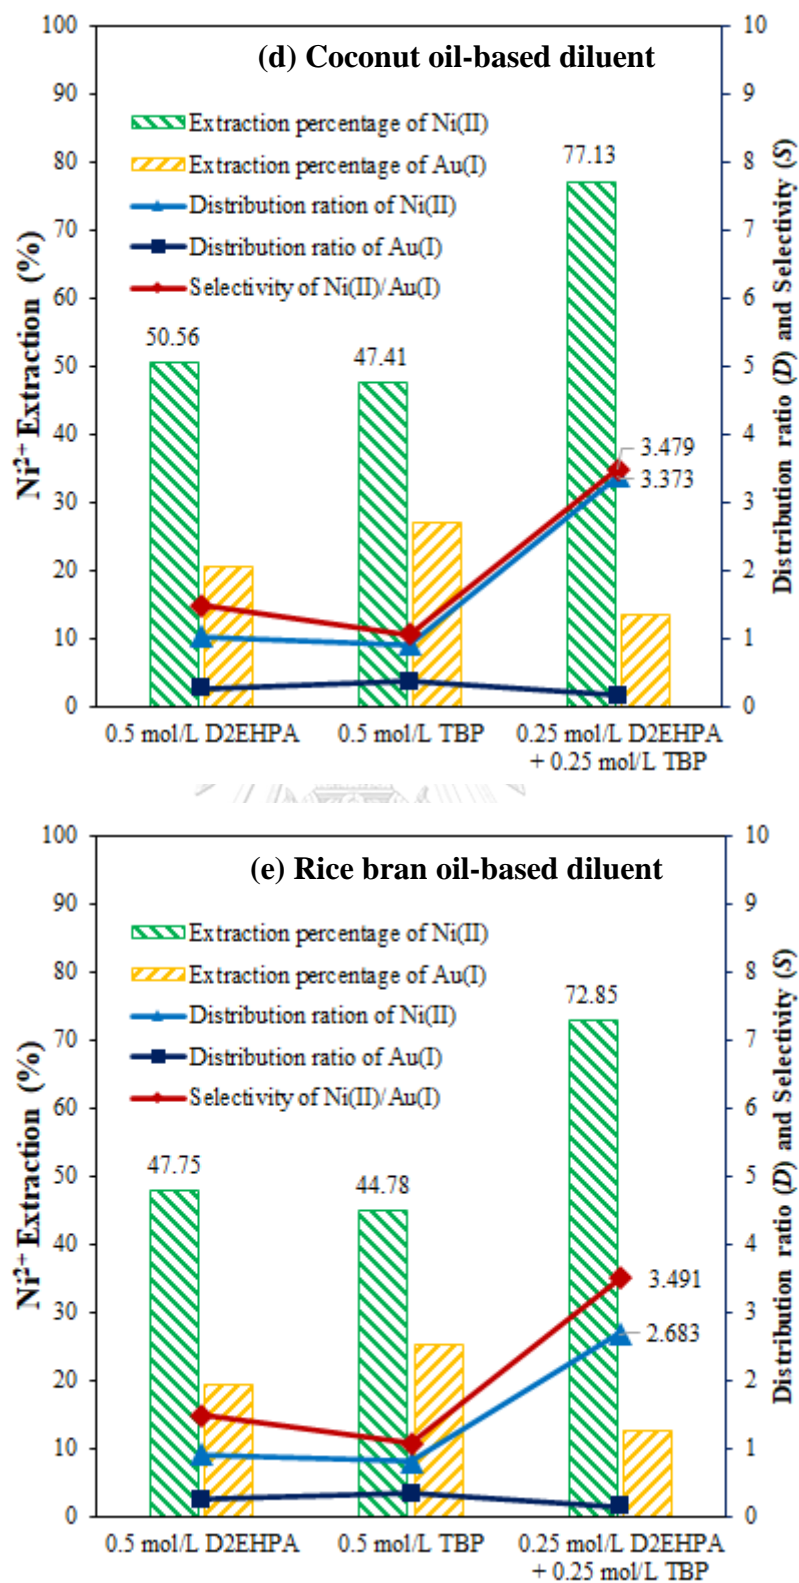 (d) Coconut oil-based diluent
Extraction percentage of Ni(II)
Extraction percentage of Au(I)
Distribution ration of Ni(II)
Distribution ratio of Au(I)
Selectivity of Ni(II)/Au(I)
Ni²⁺ Extraction (%)
100
90
80
70
60
50
40
30
20
10
0
50.56
47.41
77.13
3.479
3.373
10
9
8
7
6
5
4
3
2
1
0
Distribution ratio (D) and Selectivity (S)
0.5 mol/L D2EHPA
0.5 mol/L TBP
0.25 mol/L D2EHPA
+ 0.25 mol/L TBP
(e) Rice bran oil-based diluent
Extraction percentage of Ni(II)
Extraction percentage of Au(I)
Distribution ration of Ni(II)
Distribution ratio of Au(I)
Selectivity of Ni(II)/Au(I)
Ni²⁺ Extraction (%)
100
90
80
70
60
50
40
30
20
10
0
47.75
44.78
72.85
3.491
2.683
10
9
8
7
6
5
4
3
2
1
0
Distribution ratio (D) and Selectivity (S)
0.5 mol/L D2EHPA
0.5 mol/L TBP
0.25 mol/L D2EHPA
+ 0.25 mol/L TBP